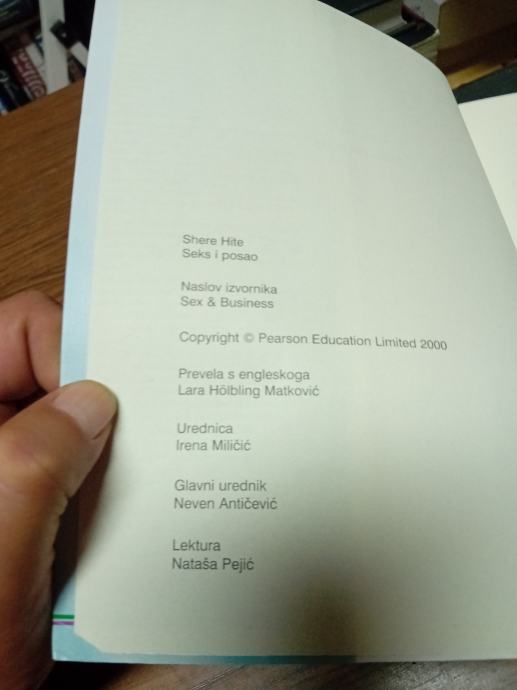 Shere Hite
Seks i posao
Naslov izvornika
Sex & Business
Copyright © Pearson Education Limited 2000
Prevela s engleskoga
Lara Hölbling Matković
Urednica
Irena Miličić
Glavni urednik
Neven Antičević
Lektura
Nataša Pejić